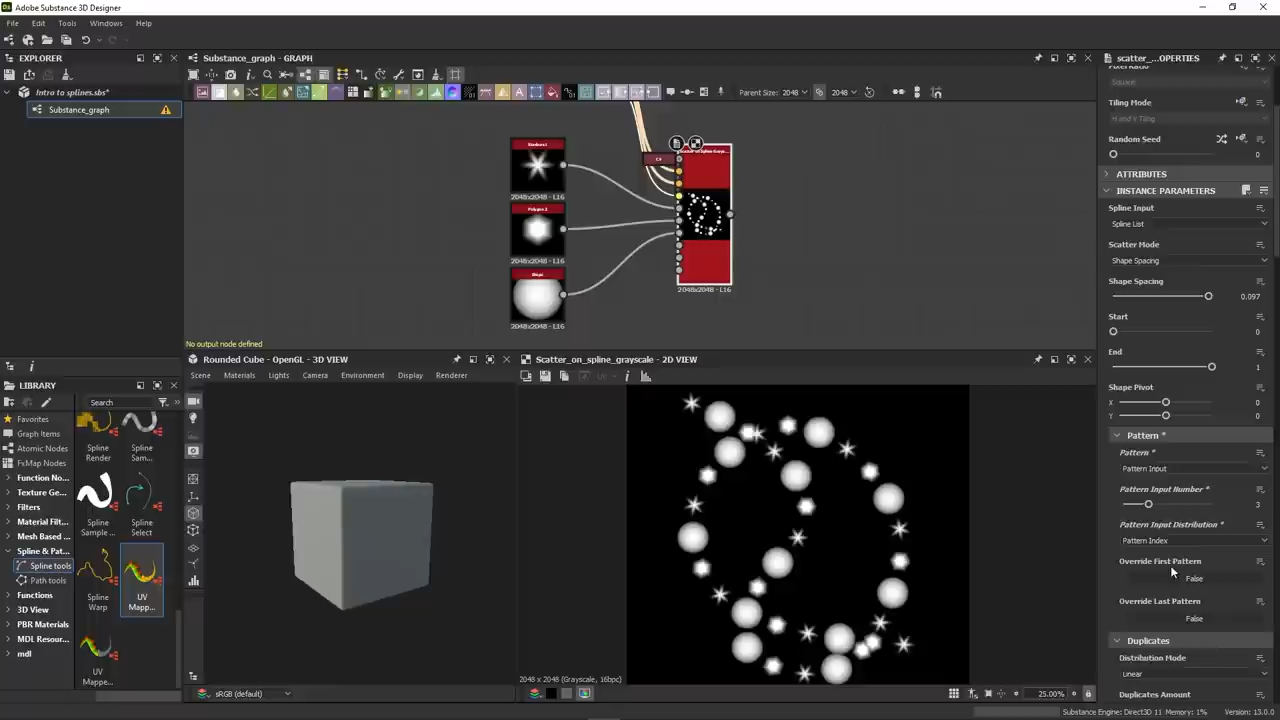 Adobe Substance 3D Designer
File Edit Tools Windows Help
EXPLORER
Intro to splines.sbs*
Substance_graph
Substance_graph - GRAPH
Parent Size: 2048 2048
Starburst
2048x2048 - L16
Polygon 2
2048x2048 - L16
Shape
2048x2048 - L16
2048x2048 - L16
No output node defined
LIBRARY
Search
Favorites
Graph Items
Atomic Nodes
FxMap Nodes
Function No...
Texture Ge...
Filters
Material Filt...
Mesh Based ...
Spline & Pat...
Spline tools
Path tools
Functions
3D View
PBR Materials
MDL Resour...
mdl
Spline Render
Spline Sam...
Spline Sample ...
Spline Select
Spline Warp
UV Mapp...
UV Mappe...
Rounded Cube - OpenGL - 3D VIEW
Scene Materials Lights Camera Environment Display Renderer
sRGB (default)
Scatter_on_spline_grayscale - 2D VIEW
2048 x 2048 (Grayscale, 16bpc)
25.00%
scatter_...OPERTIES
Square
Tiling Mode
H and V Tiling
Random Seed
0
ATTRIBUTES
INSTANCE PARAMETERS
Spline Input
Spline List
Scatter Mode
Shape Spacing
Shape Spacing
0.097
Start
0
End
1
Shape Pivot
X 0
Y 0
Pattern *
Pattern *
Pattern Input
Pattern Input Number *
3
Pattern Input Distribution *
Pattern Index
Override First Pattern
False
Override Last Pattern
False
Duplicates
Distribution Mode
Linear
Duplicates Amount
Substance Engine: Direct3D 11 Memory: 1% Version: 13.0.0